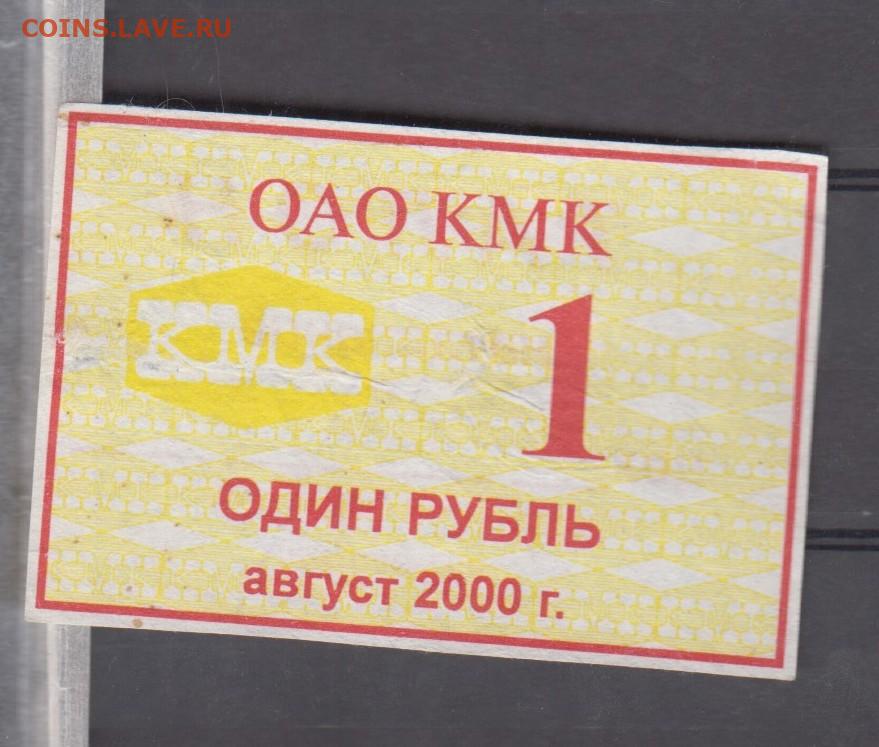 COINS.LAVE.RU
ОАО КМК
КМК
1
ОДИН РУБЛЬ
август 2000 г.